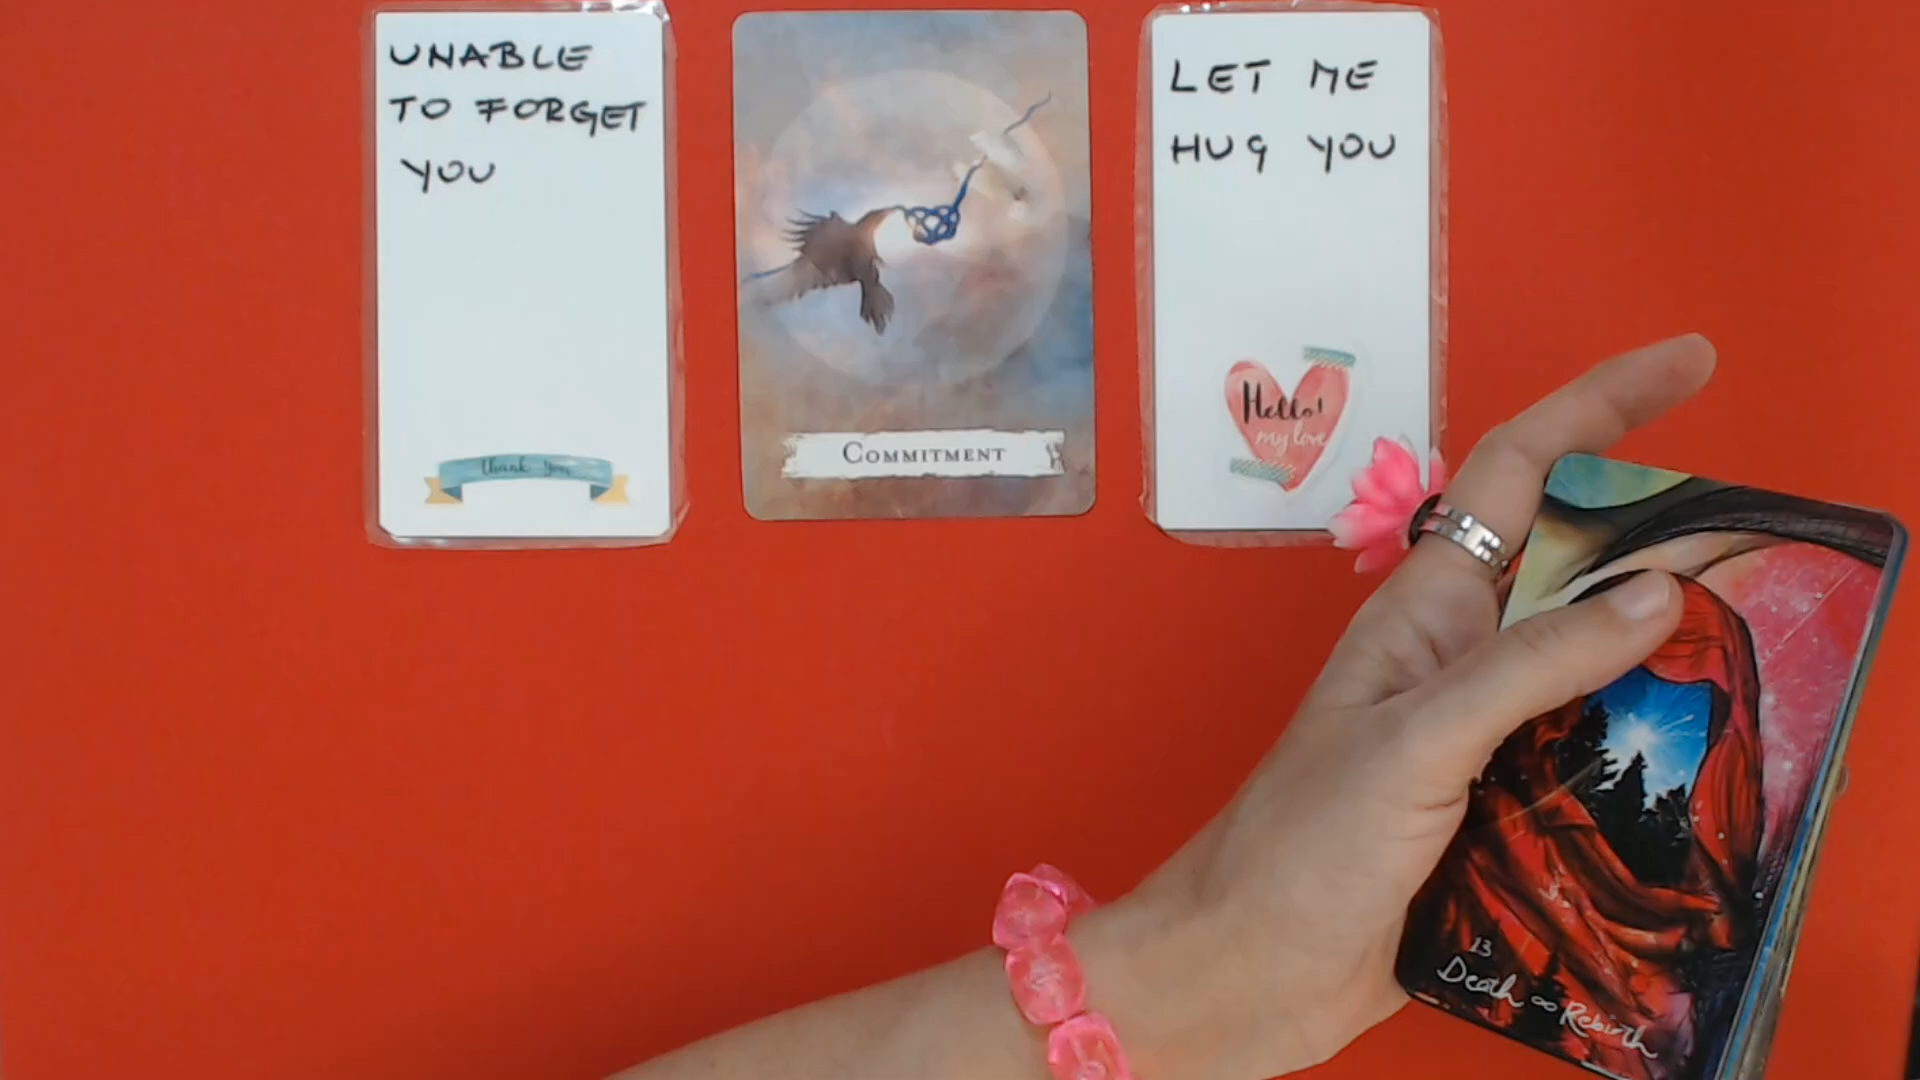 UNABLE
TO FORGET
YOU
thank you
COMMITMENT
LET ME
HUG YOU
Hello!
my love
13
Death ∞ Rebirth